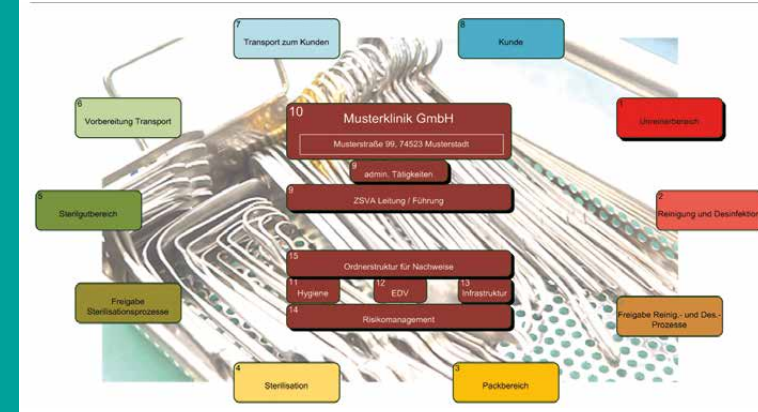 7
Transport zum Kunden
8
Kunde
6
Vorbereitung Transport
10
Musterklinik GmbH
Musterstraße 99, 74523 Musterstadt
1
Unreinerbereich
9
admin. Tätigkeiten
9
ZSVA Leitung / Führung
5
Sterilgutbereich
2
Reinigung und Desinfektion
15
Ordnerstruktur für Nachweise
11
Hygiene
12
EDV
13
Infrastruktur
14
Risikomanagement
Freigabe
Sterilisationsprozesse
Freigabe Reinig.- und Des.-
Prozesse
4
Sterilisation
3
Packbereich